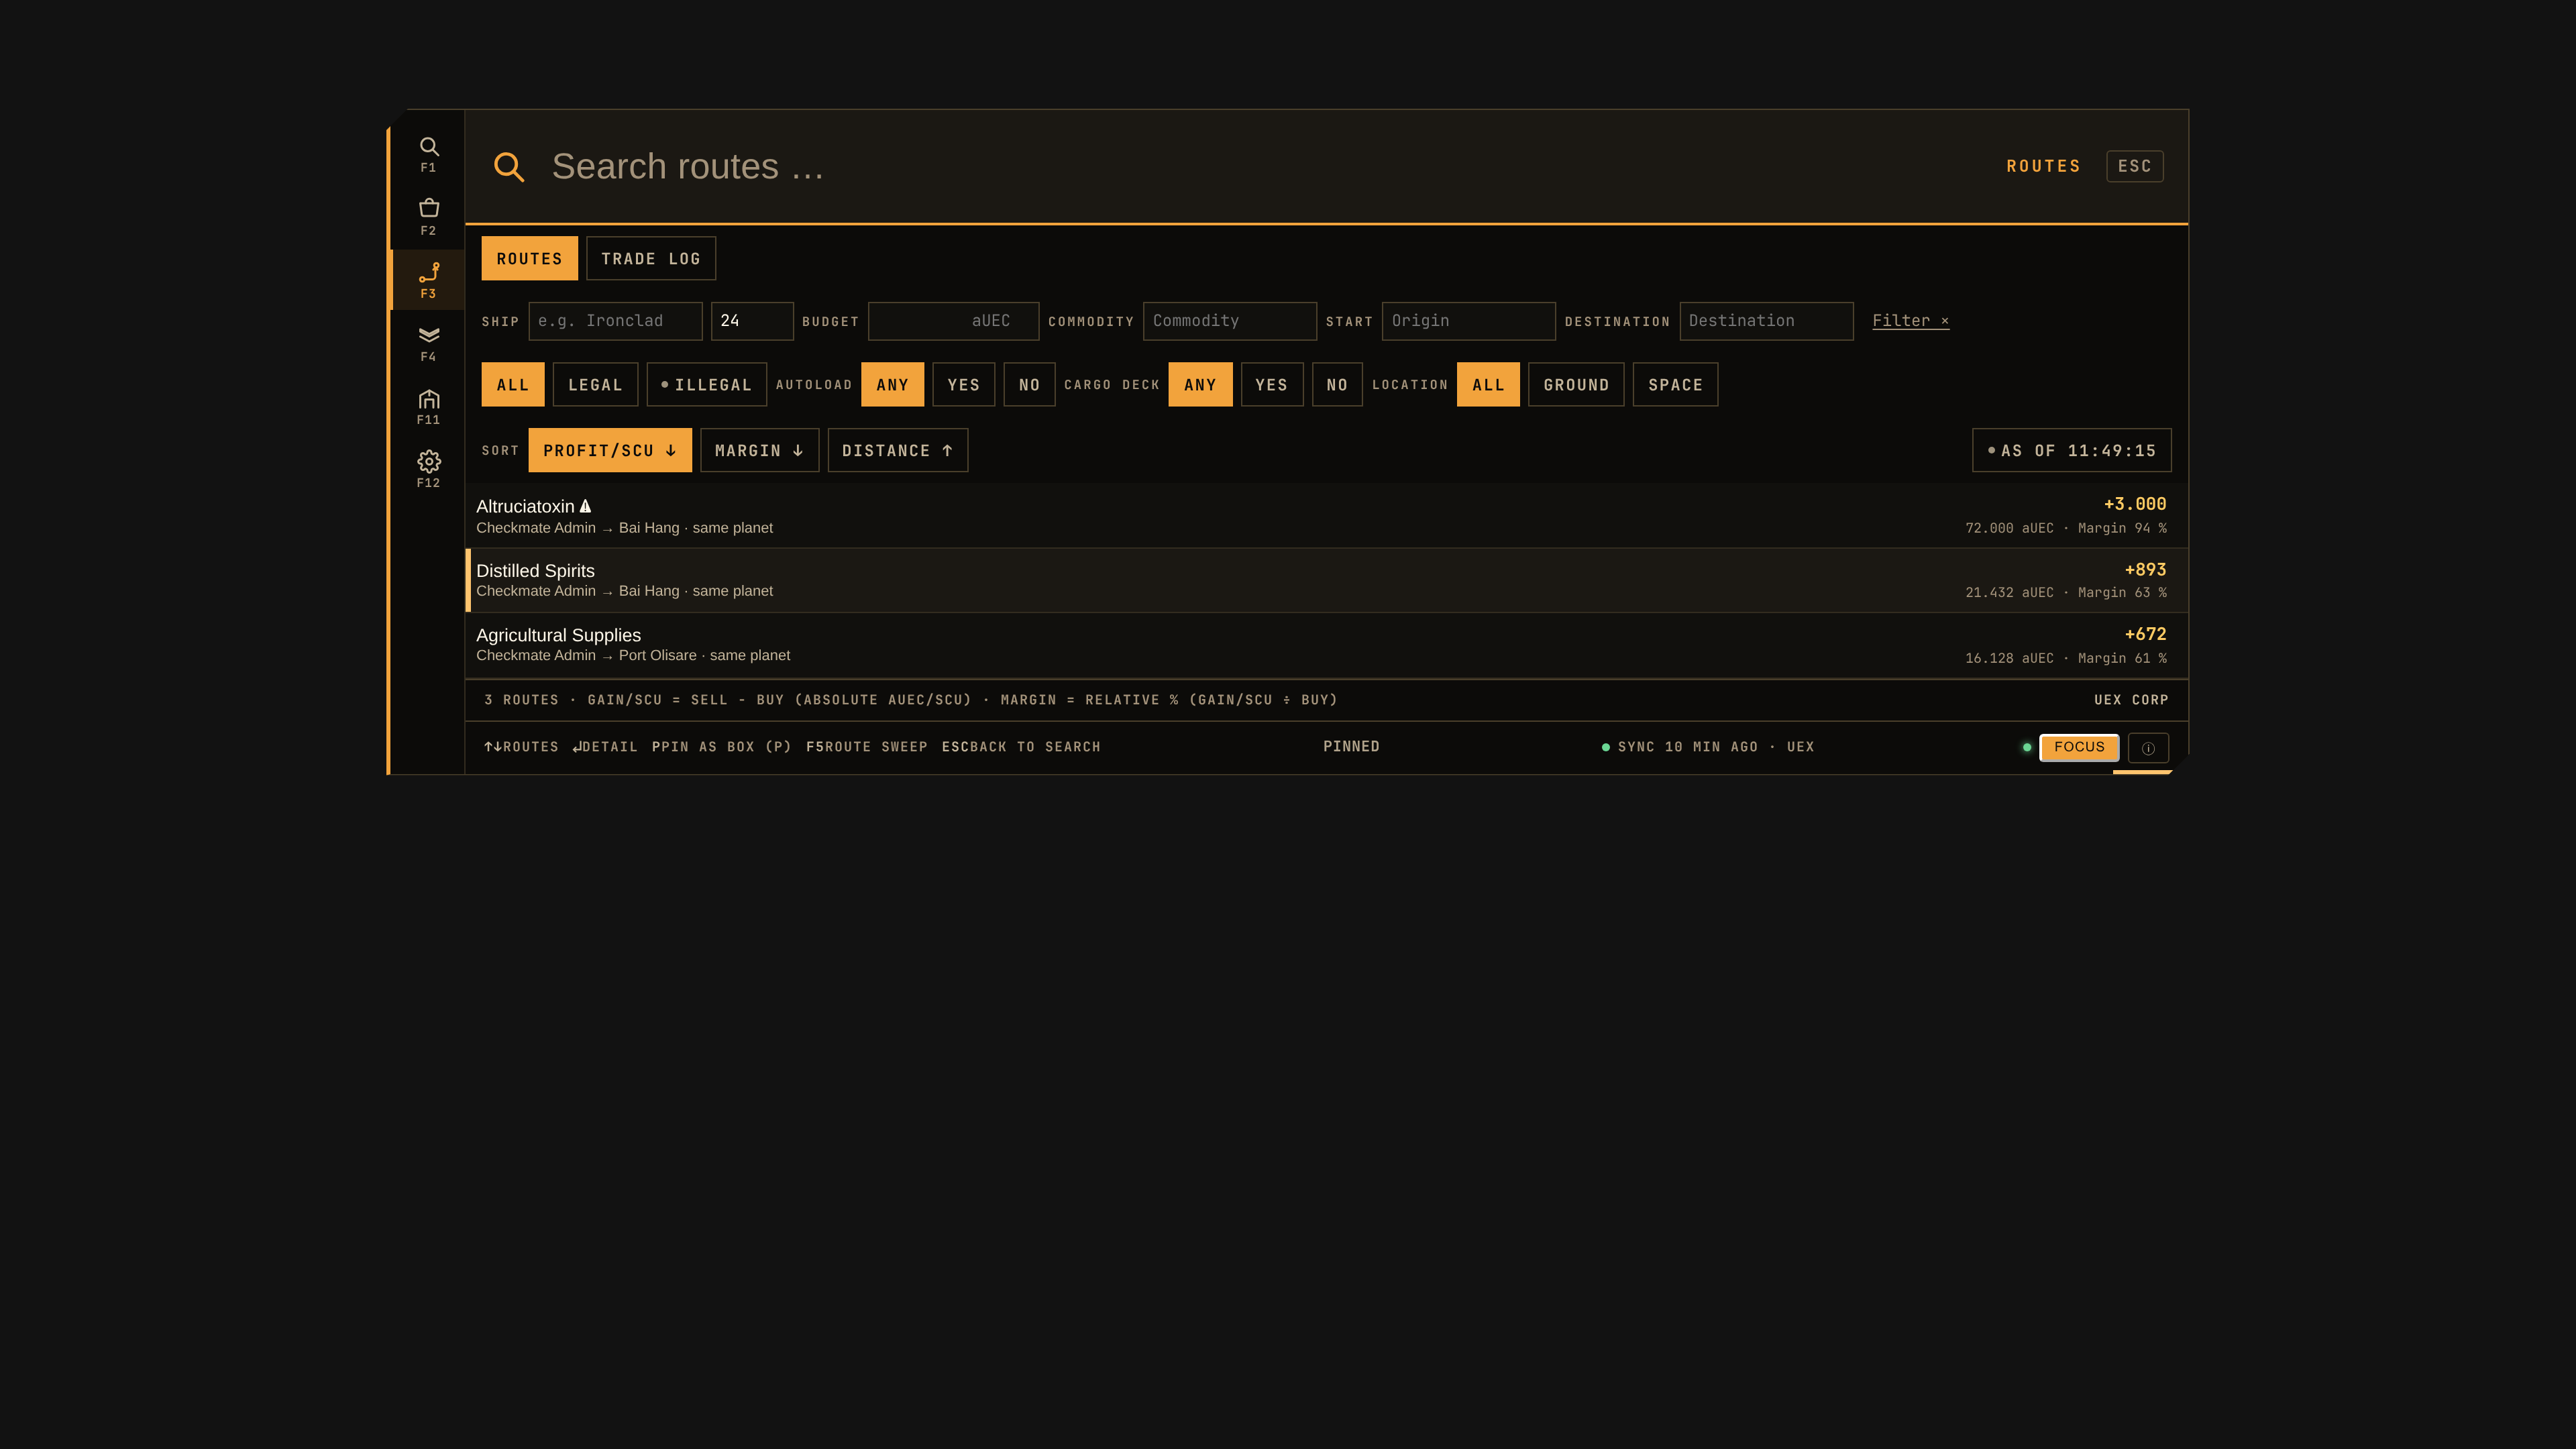 F1
F2
F3
F4
F11
F12
Search routes …
ROUTES ESC
ROUTES TRADE LOG
SHIP e.g. Ironclad 24 BUDGET aUEC COMMODITY Commodity START Origin DESTINATION Destination Filter ×
ALL LEGAL ILLEGAL AUTOLOAD ANY YES NO CARGO DECK ANY YES NO LOCATION ALL GROUND SPACE
SORT PROFIT/SCU ↓ MARGIN ↓ DISTANCE ↑ AS OF 11:49:15
Altruciatoxin ⚠ +3.000
Checkmate Admin → Bai Hang · same planet 72.000 aUEC · Margin 94 %
Distilled Spirits +893
Checkmate Admin → Bai Hang · same planet 21.432 aUEC · Margin 63 %
Agricultural Supplies +672
Checkmate Admin → Port Olisare · same planet 16.128 aUEC · Margin 61 %
3 ROUTES · GAIN/SCU = SELL - BUY (ABSOLUTE AUEC/SCU) · MARGIN = RELATIVE % (GAIN/SCU ÷ BUY) UEX CORP
↑↓ROUTES ↵DETAIL PPIN AS BOX (P) F5ROUTE SWEEP ESCBACK TO SEARCH PINNED SYNC 10 MIN AGO · UEX FOCUS ⓘ